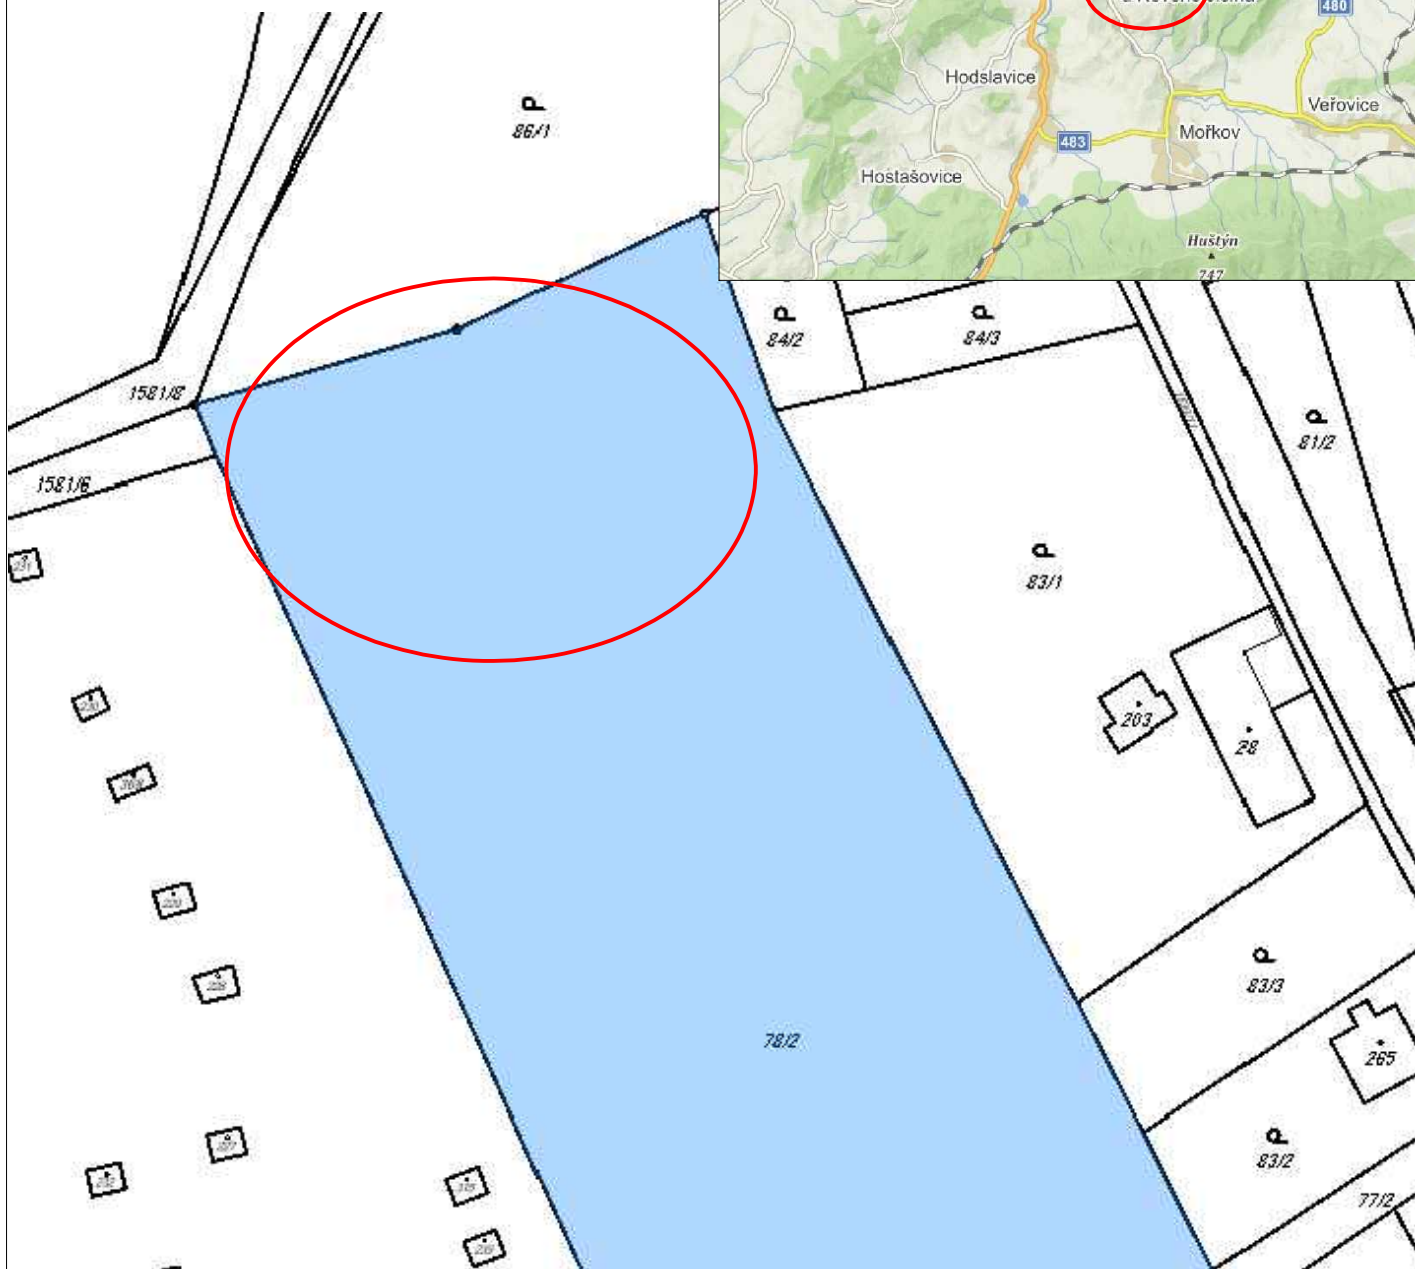 480
Hodslavice
Veřovice
Mořkov
483
Hostašovice
Huštýn
747
P
86/1
P
84/2
P
84/3
1581/8
P
81/2
1581/6
P
83/1
203
28
P
83/3
78/2
265
P
83/2
77/2